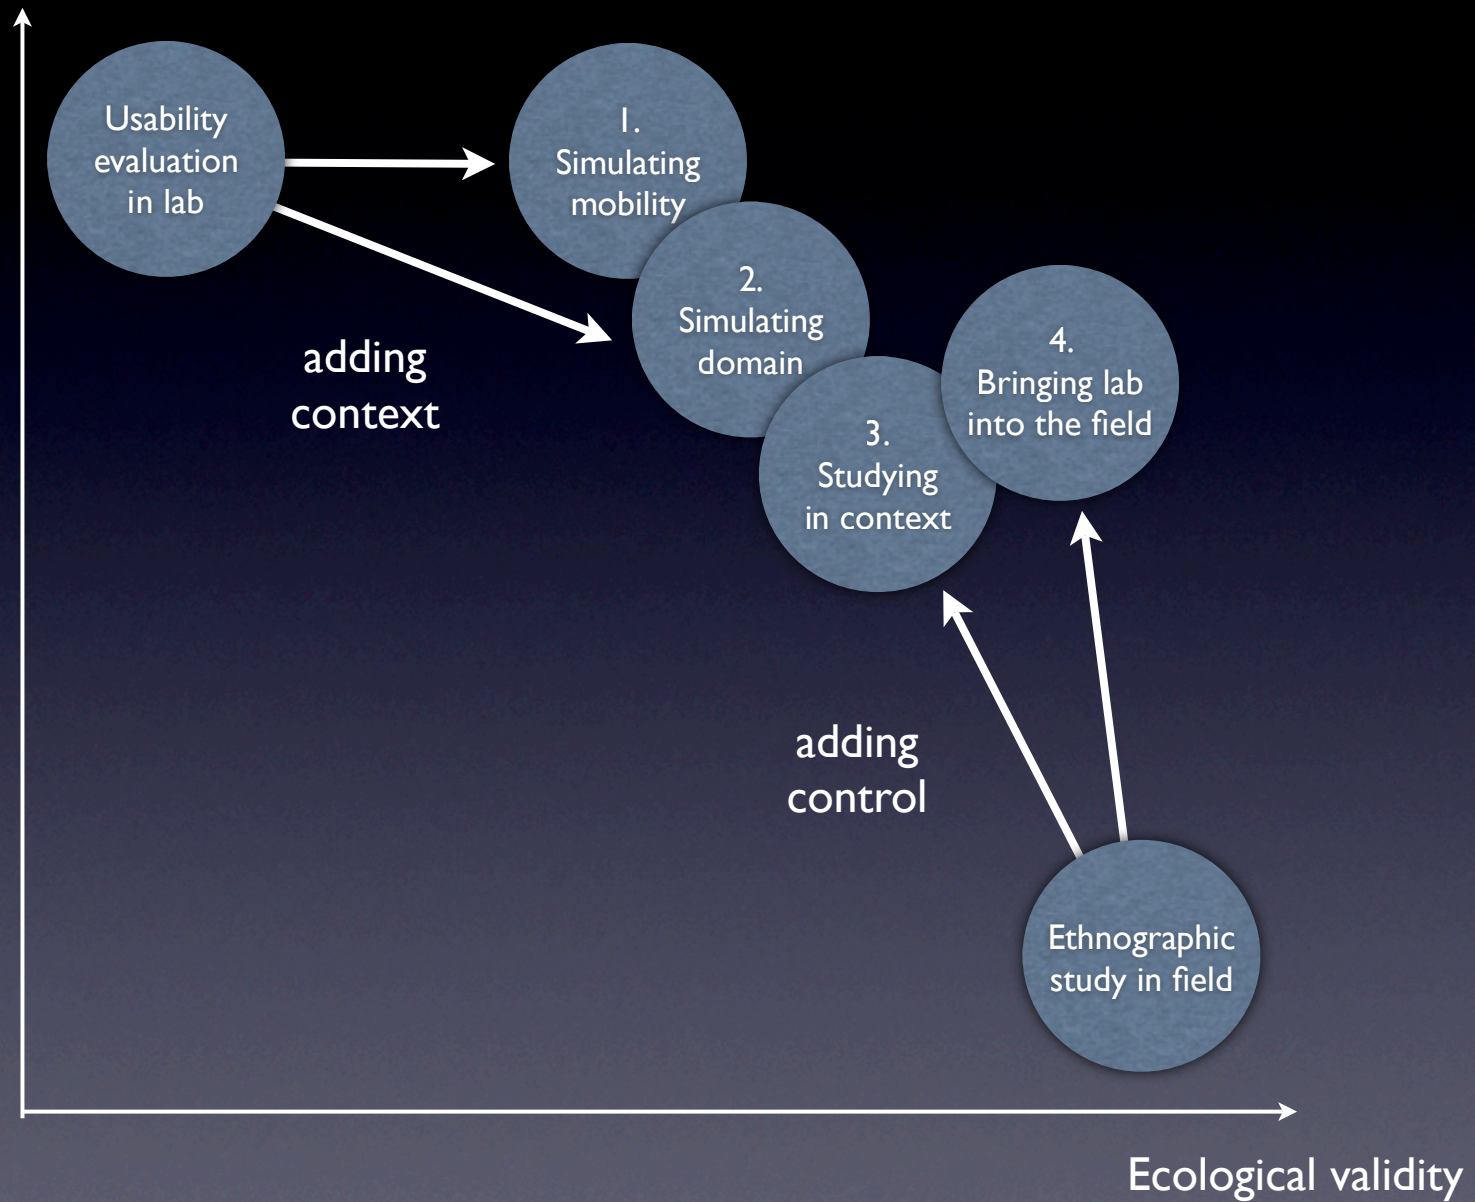 Usability
evaluation
in lab
1.
Simulating
mobility
2.
Simulating
domain
adding
context
4.
Bringing lab
into the field
3.
Studying
in context
adding
control
Ethnographic
study in field
Ecological validity